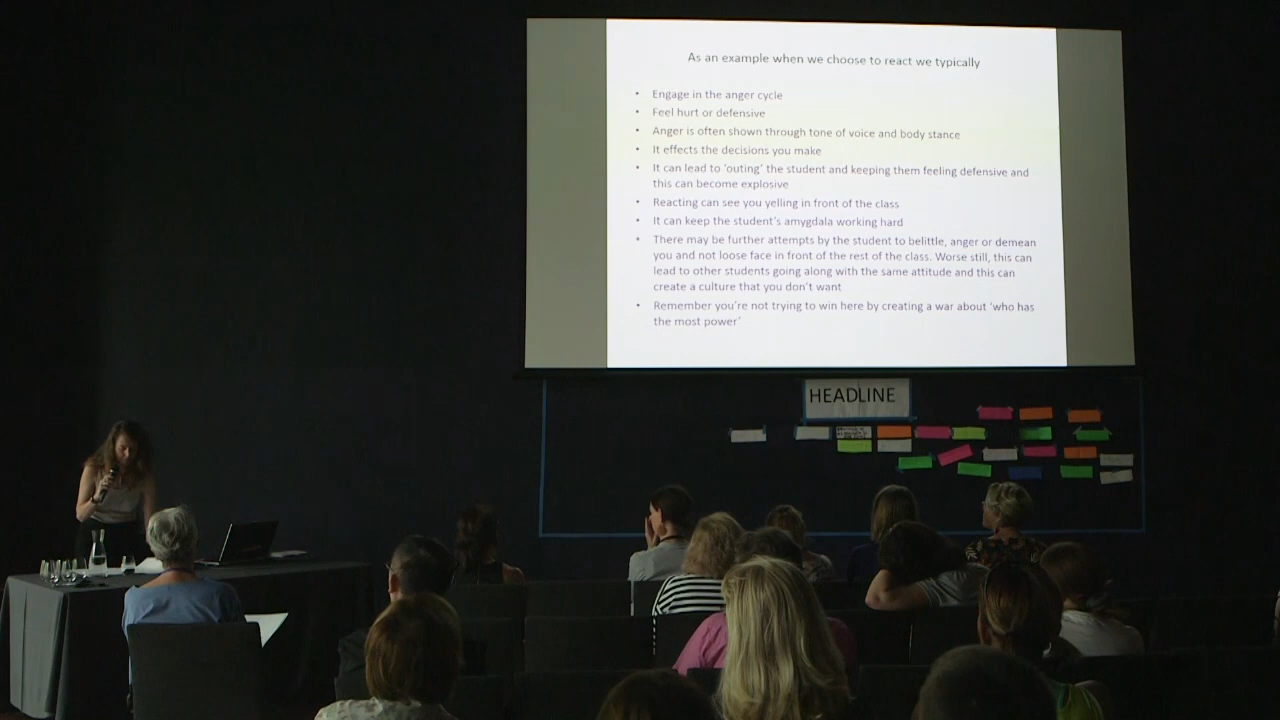 As an example when we choose to react we typically
• Engage in the anger cycle
• Feel hurt or defensive
• Anger is often shown through tone of voice and body stance
• It effects the decisions you make
• It can lead to ‘outing’ the student and keeping them feeling defensive and
this can become explosive
• Reacting can see you yelling in front of the class
• It can keep the student’s amygdala working hard
• There may be further attempts by the student to belittle, anger or demean
you and not loose face in front of the rest of the class. Worse still, this can
lead to other students going along with the same attitude and this can
create a culture that you don’t want
• Remember you’re not trying to win here by creating a war about ‘who has
the most power’
HEADLINE